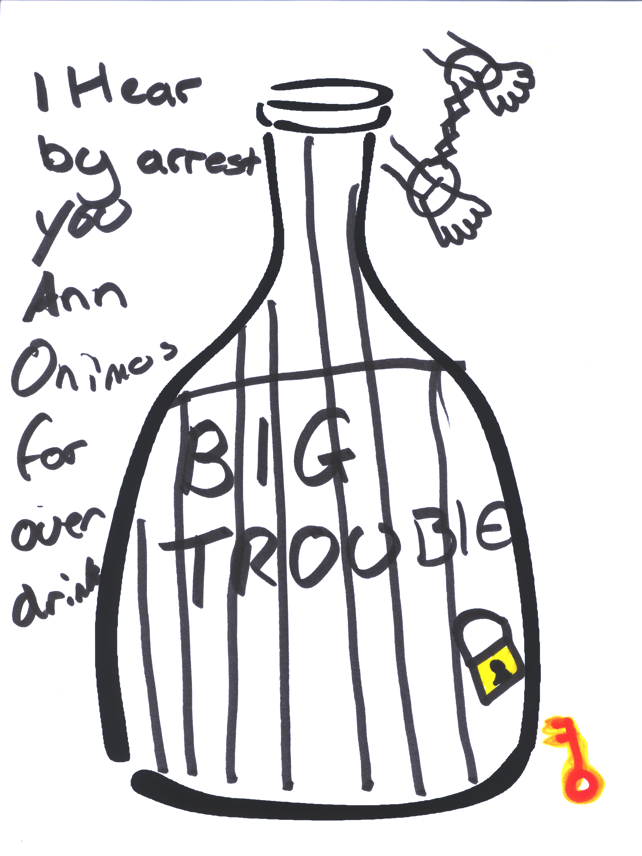 I Hear
by arrest
you
Ann
Onimos
for
over
drink
BIG
TROUBlE